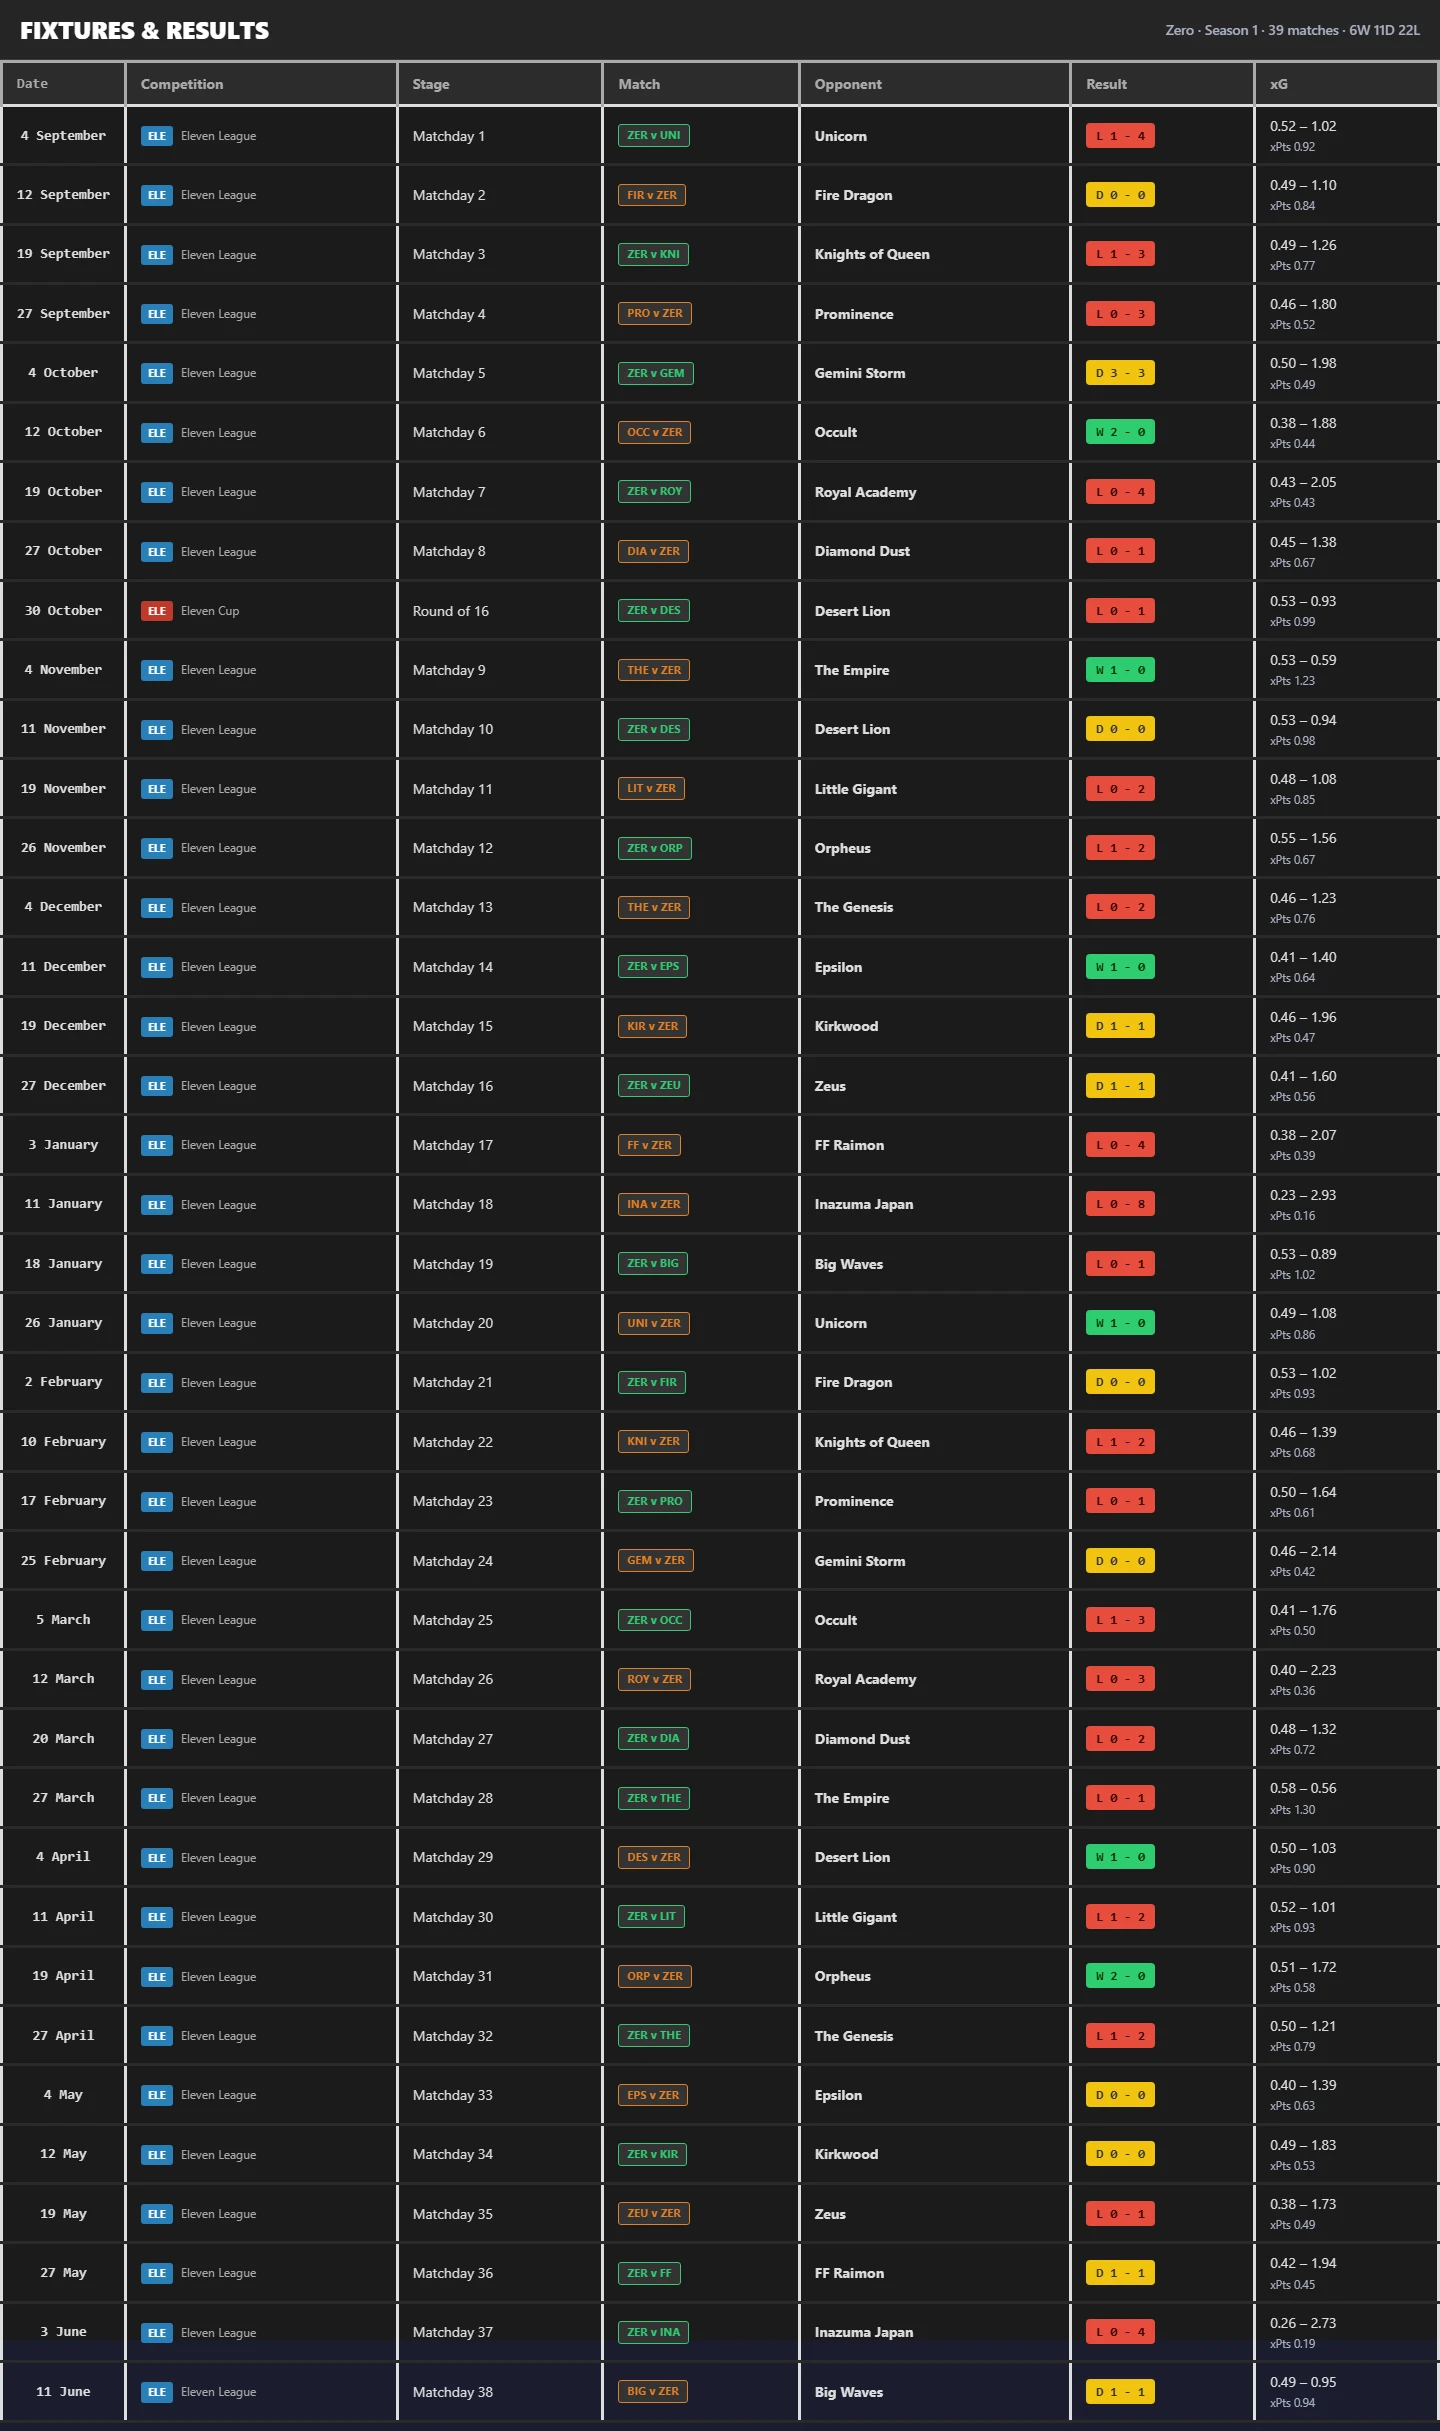 FIXTURES & RESULTS
Zero · Season 1 · 39 matches · 6W 11D 22L
Date Competition Stage Match Opponent Result xG
4 September ELE Eleven League Matchday 1 ZER v UNI Unicorn L 1 - 4 0.52 – 1.02
xPts 0.92
12 September ELE Eleven League Matchday 2 FIR v ZER Fire Dragon D 0 - 0 0.49 – 1.10
xPts 0.84
19 September ELE Eleven League Matchday 3 ZER v KNI Knights of Queen L 1 - 3 0.49 – 1.26
xPts 0.77
27 September ELE Eleven League Matchday 4 PRO v ZER Prominence L 0 - 3 0.46 – 1.80
xPts 0.52
4 October ELE Eleven League Matchday 5 ZER v GEM Gemini Storm D 3 - 3 0.50 – 1.98
xPts 0.49
12 October ELE Eleven League Matchday 6 OCC v ZER Occult W 2 - 0 0.38 – 1.88
xPts 0.44
19 October ELE Eleven League Matchday 7 ZER v ROY Royal Academy L 0 - 4 0.43 – 2.05
xPts 0.43
27 October ELE Eleven League Matchday 8 DIA v ZER Diamond Dust L 0 - 1 0.45 – 1.38
xPts 0.67
30 October ELE Eleven Cup Round of 16 ZER v DES Desert Lion L 0 - 1 0.53 – 0.93
xPts 0.99
4 November ELE Eleven League Matchday 9 THE v ZER The Empire W 1 - 0 0.53 – 0.59
xPts 1.23
11 November ELE Eleven League Matchday 10 ZER v DES Desert Lion D 0 - 0 0.53 – 0.94
xPts 0.98
19 November ELE Eleven League Matchday 11 LIT v ZER Little Gigant L 0 - 2 0.48 – 1.08
xPts 0.85
26 November ELE Eleven League Matchday 12 ZER v ORP Orpheus L 1 - 2 0.55 – 1.56
xPts 0.67
4 December ELE Eleven League Matchday 13 THE v ZER The Genesis L 0 - 2 0.46 – 1.23
xPts 0.76
11 December ELE Eleven League Matchday 14 ZER v EPS Epsilon W 1 - 0 0.41 – 1.40
xPts 0.64
19 December ELE Eleven League Matchday 15 KIR v ZER Kirkwood D 1 - 1 0.46 – 1.96
xPts 0.47
27 December ELE Eleven League Matchday 16 ZER v ZEU Zeus D 1 - 1 0.41 – 1.60
xPts 0.56
3 January ELE Eleven League Matchday 17 FF v ZER FF Raimon L 0 - 4 0.38 – 2.07
xPts 0.39
11 January ELE Eleven League Matchday 18 INA v ZER Inazuma Japan L 0 - 8 0.23 – 2.93
xPts 0.16
18 January ELE Eleven League Matchday 19 ZER v BIG Big Waves L 0 - 1 0.53 – 0.89
xPts 1.02
26 January ELE Eleven League Matchday 20 UNI v ZER Unicorn W 1 - 0 0.49 – 1.08
xPts 0.86
2 February ELE Eleven League Matchday 21 ZER v FIR Fire Dragon D 0 - 0 0.53 – 1.02
xPts 0.93
10 February ELE Eleven League Matchday 22 KNI v ZER Knights of Queen L 1 - 2 0.46 – 1.39
xPts 0.68
17 February ELE Eleven League Matchday 23 ZER v PRO Prominence L 0 - 1 0.50 – 1.64
xPts 0.61
25 February ELE Eleven League Matchday 24 GEM v ZER Gemini Storm D 0 - 0 0.46 – 2.14
xPts 0.42
5 March ELE Eleven League Matchday 25 ZER v OCC Occult L 1 - 3 0.41 – 1.76
xPts 0.50
12 March ELE Eleven League Matchday 26 ROY v ZER Royal Academy L 0 - 3 0.40 – 2.23
xPts 0.36
20 March ELE Eleven League Matchday 27 ZER v DIA Diamond Dust L 0 - 2 0.48 – 1.32
xPts 0.72
27 March ELE Eleven League Matchday 28 ZER v THE The Empire L 0 - 1 0.58 – 0.56
xPts 1.30
4 April ELE Eleven League Matchday 29 DES v ZER Desert Lion W 1 - 0 0.50 – 1.03
xPts 0.90
11 April ELE Eleven League Matchday 30 ZER v LIT Little Gigant L 1 - 2 0.52 – 1.01
xPts 0.93
19 April ELE Eleven League Matchday 31 ORP v ZER Orpheus W 2 - 0 0.51 – 1.72
xPts 0.58
27 April ELE Eleven League Matchday 32 ZER v THE The Genesis L 1 - 2 0.50 – 1.21
xPts 0.79
4 May ELE Eleven League Matchday 33 EPS v ZER Epsilon D 0 - 0 0.40 – 1.39
xPts 0.63
12 May ELE Eleven League Matchday 34 ZER v KIR Kirkwood D 0 - 0 0.49 – 1.83
xPts 0.53
19 May ELE Eleven League Matchday 35 ZEU v ZER Zeus L 0 - 1 0.38 – 1.73
xPts 0.49
27 May ELE Eleven League Matchday 36 ZER v FF FF Raimon D 1 - 1 0.42 – 1.94
xPts 0.45
3 June ELE Eleven League Matchday 37 ZER v INA Inazuma Japan L 0 - 4 0.26 – 2.73
xPts 0.19
11 June ELE Eleven League Matchday 38 BIG v ZER Big Waves D 1 - 1 0.49 – 0.95
xPts 0.94